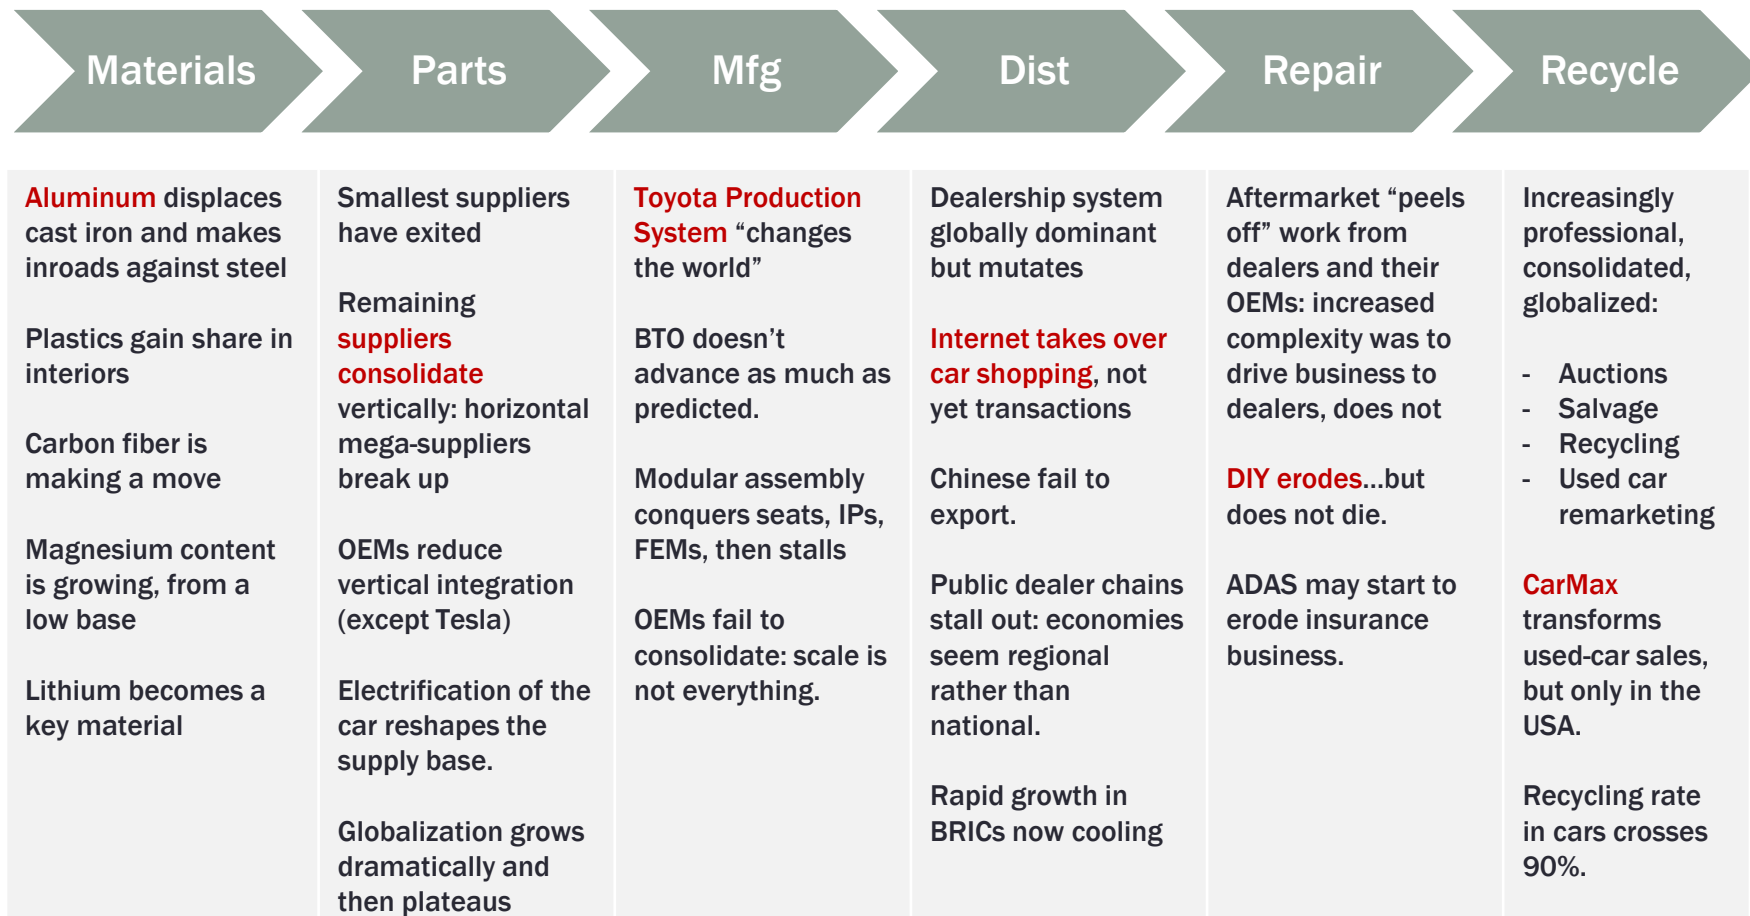 Materials
Parts
Mfg
Dist
Repair
Recycle
Aluminum displaces
cast iron and makes
inroads against steel
Plastics gain share in
interiors
Carbon fiber is
making a move
Magnesium content
is growing, from a
low base
Lithium becomes a
key material
Smallest suppliers
have exited
Remaining
suppliers
consolidate
vertically: horizontal
mega-suppliers
break up
OEMs reduce
vertical integration
(except Tesla)
Electrification of the
car reshapes the
supply base.
Globalization grows
dramatically and
then plateaus
Toyota Production
System “changes
the world”
BTO doesn’t
advance as much as
predicted.
Modular assembly
conquers seats, IPs,
FEMs, then stalls
OEMs fail to
consolidate: scale is
not everything.
Dealership system
globally dominant
but mutates
Internet takes over
car shopping, not
yet transactions
Chinese fail to
export.
Public dealer chains
stall out: economies
seem regional
rather than
national.
Rapid growth in
BRICs now cooling
Aftermarket “peels
off” work from
dealers and their
OEMs: increased
complexity was to
drive business to
dealers, does not
DIY erodes...but
does not die.
ADAS may start to
erode insurance
business.
Increasingly
professional,
consolidated,
globalized:
- Auctions
- Salvage
- Recycling
- Used car
remarketing
CarMax
transforms
used-car sales,
but only in the
USA.
Recycling rate
in cars crosses
90%.